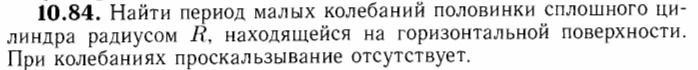 10.84. Найти период малых колебаний половинки сплошного ци-
линдра радиусом R, находящейся на горизонтальной поверхности.
При колебаниях проскальзывание отсутствует.